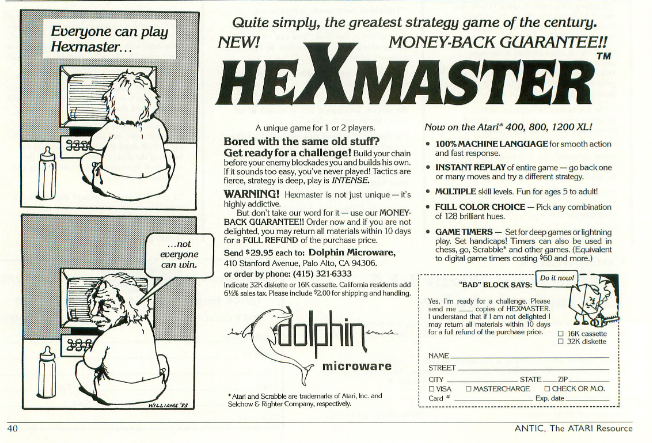 Everyone can play
Hexmaster...
...not
everyone
can win.
WILLIAMS '83
Quite simply, the greatest strategy game of the century.
NEW! MONEY-BACK GUARANTEE!!
HEXMASTER™
A unique game for 1 or 2 players.
Bored with the same old stuff?
Get ready for a challenge! Build your chain
before your enemy blockades you and builds his own.
If it sounds too easy, you've never played! Tactics are
fierce, strategy is deep, play is INTENSE.
WARNING! Hexmaster is not just unique — it's
highly addictive.
But don't take our word for it — use our MONEY-
BACK GUARANTEE!! Order now and if you are not
delighted, you may return all materials within 10 days
for a FULL REFUND of the purchase price.
Send $29.95 each to: Dolphin Microware,
410 Stanford Avenue, Palo Alto, CA 94306.
or order by phone: (415) 321-6333
Indicate 32K diskette or 16K cassette. California residents add
6½% sales tax. Please include $2.00 for shipping and handling.
dolphin
microware
* Atari and Scrabble are trademarks of Atari, Inc. and
Selchow & Righter Company, respectively.
Now on the Atari* 400, 800, 1200 XL!
• 100% MACHINE LANGUAGE for smooth action
and fast response.
• INSTANT REPLAY of entire game — go back one
or many moves and try a different strategy.
• MULTIPLE skill levels. Fun for ages 5 to adult!
• FULL COLOR CHOICE — Pick any combination
of 128 brilliant hues.
• GAME TIMERS — Set for deep games or lightning
play. Set handicaps! Timers can also be used in
chess, go, Scrabble* and other games. (Equivalent
to digital game timers costing $60 and more.)
"BAD" BLOCK SAYS:
Do it now!
Yes, I'm ready for a challenge. Please
send me ___ copies of HEXMASTER.
I understand that if I am not delighted I
may return all materials within 10 days
for a full refund of the purchase price.
□ 16K cassette
□ 32K diskette
NAME
STREET
CITY STATE ZIP
□ VISA □ MASTERCHARGE □ CHECK OR M.O.
Card # Exp. date
40
ANTIC, The ATARI Resource